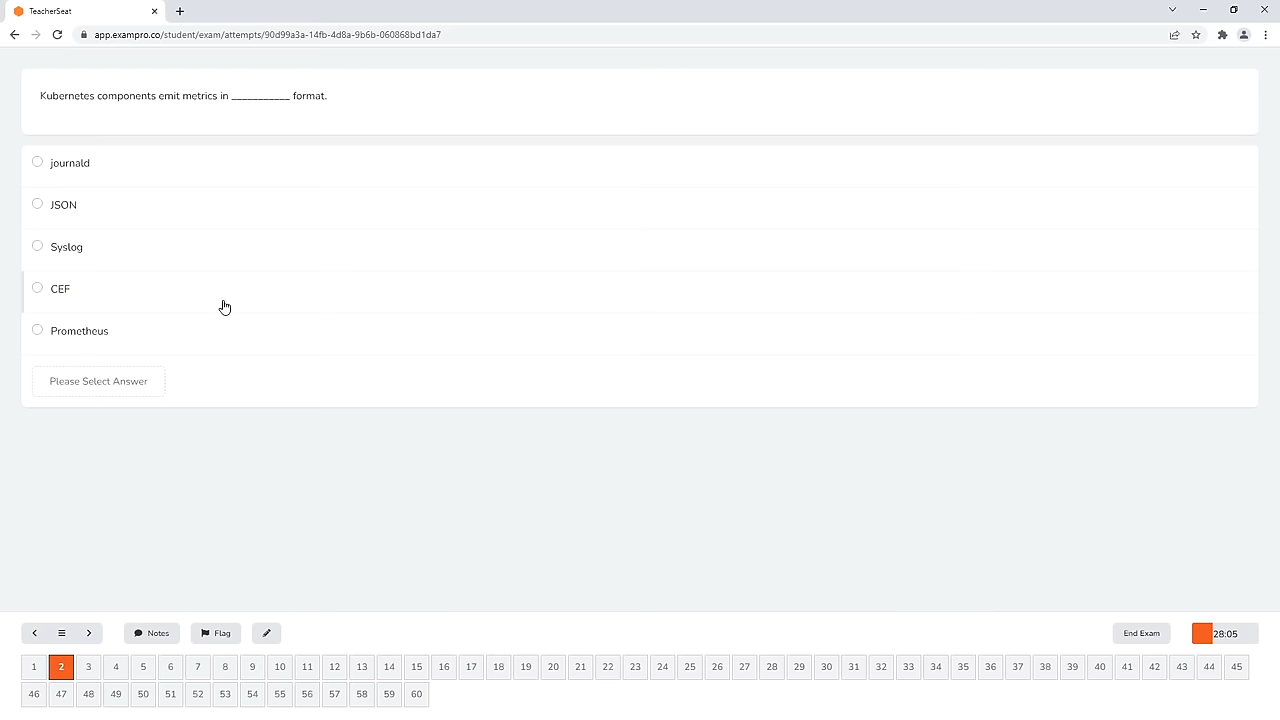 TeacherSeat
app.exampro.co/student/exam/attempts/90d99a3a-14fb-4d8a-9b6b-060868bd1da7
Kubernetes components emit metrics in ___________ format.
journald
JSON
Syslog
CEF
Prometheus
Please Select Answer
Notes Flag End Exam 28:05
1 2 3 4 5 6 7 8 9 10 11 12 13 14 15 16 17 18 19 20 21 22 23 24 25 26 27 28 29 30 31 32 33 34 35 36 37 38 39 40 41 42 43 44 45
46 47 48 49 50 51 52 53 54 55 56 57 58 59 60